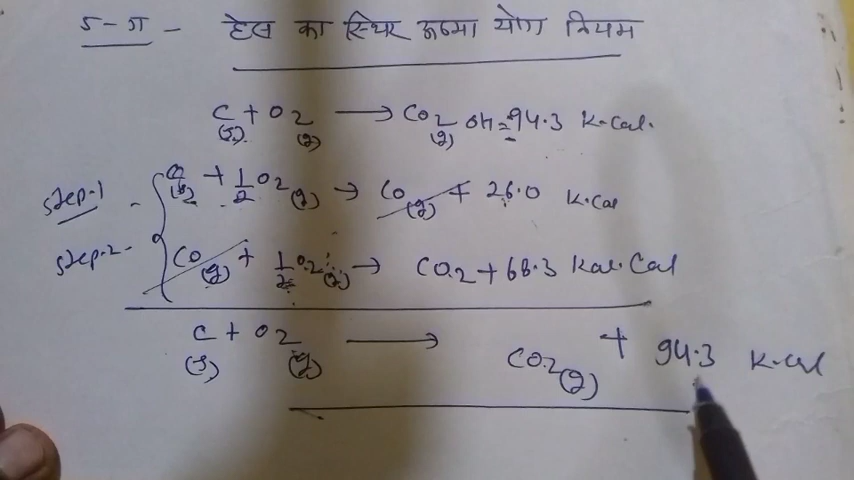 5-ग - हेस का स्थिर ऊष्मा योग नियम
C(s) + O2(g) → CO2(g) ΔH=-94.3 K.Cal.
Step-1 - C(s) + 1/2 O2(g) → CO(g) + 26.0 K.Cal
Step-2- CO(g) + 1/2 O2(g) → CO2 + 68.3 Kal.Cal
C(s) + O2(g) → CO2(g) + 94.3 K.Cal